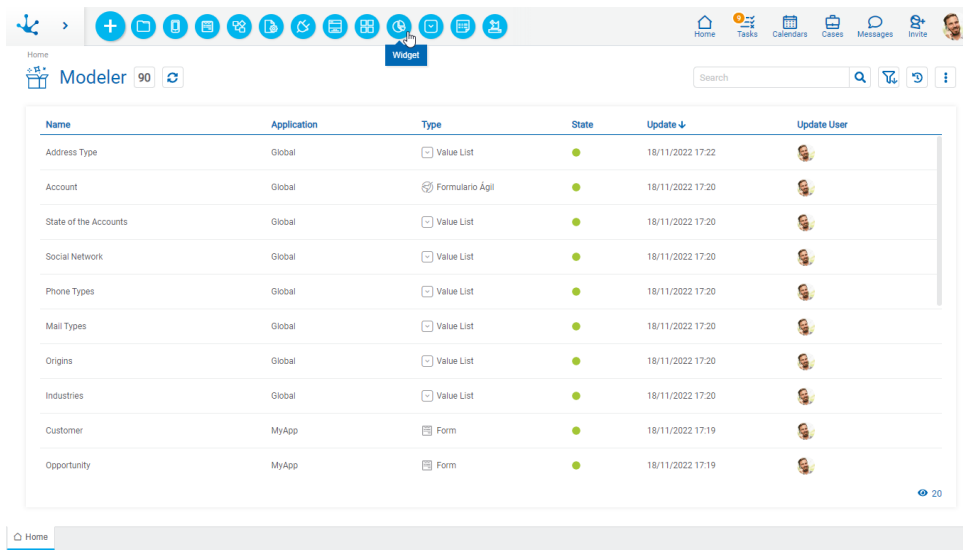 9
Home Tasks Calendars Cases Messages Invite
Home
Widget
Modeler 90
Search
Name Application Type State Update Update User
Address Type Global Value List 18/11/2022 17:22
Account Global Formulario Ágil 18/11/2022 17:20
State of the Accounts Global Value List 18/11/2022 17:20
Social Network Global Value List 18/11/2022 17:20
Phone Types Global Value List 18/11/2022 17:20
Mail Types Global Value List 18/11/2022 17:20
Origins Global Value List 18/11/2022 17:20
Industries Global Value List 18/11/2022 17:20
Customer MyApp Form 18/11/2022 17:19
Opportunity MyApp Form 18/11/2022 17:19
20
Home